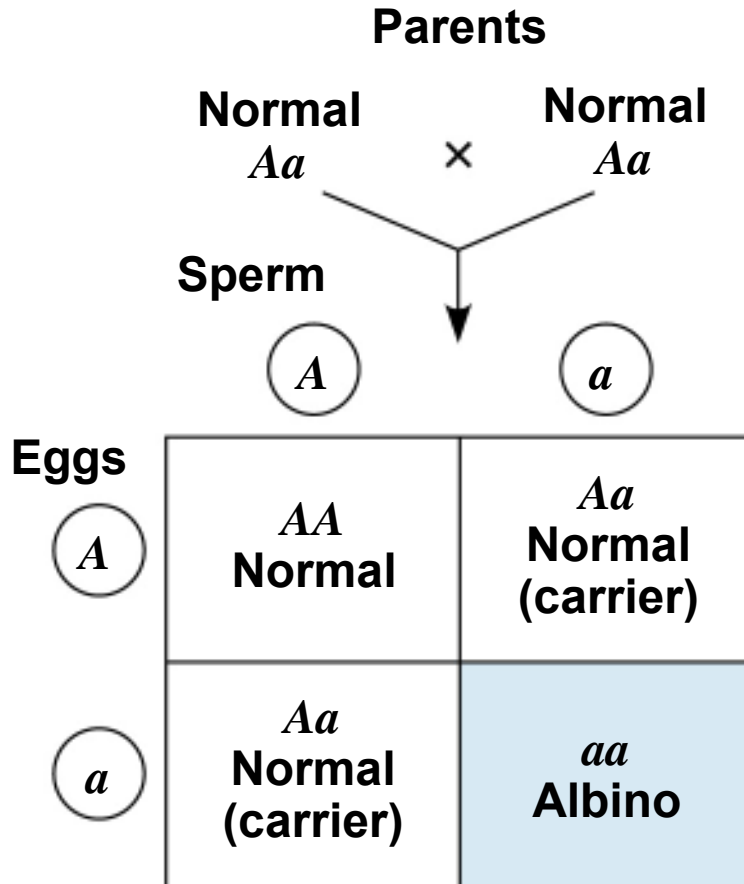 Parents
Normal Normal
Aa × Aa
Sperm
A a
Eggs
A
AA
Normal
Aa
Normal
(carrier)
a
Aa
Normal
(carrier)
aa
Albino